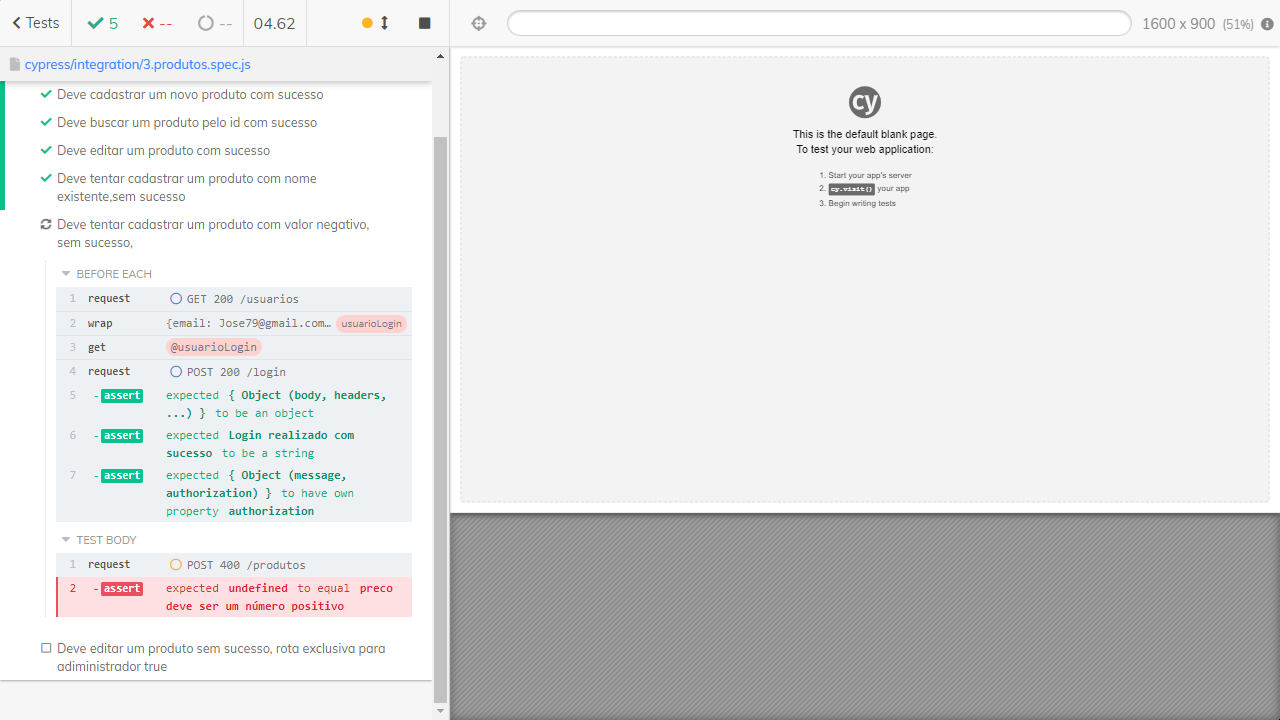 Tests
5
--
--
04.62
1600 x 900 (51%)
cypress/integration/3.produtos.spec.js
Deve cadastrar um novo produto com sucesso
Deve buscar um produto pelo id com sucesso
Deve editar um produto com sucesso
Deve tentar cadastrar um produto com nome
existente,sem sucesso
Deve tentar cadastrar um produto com valor negativo,
sem sucesso,
BEFORE EACH
1 request GET 200 /usuarios
2 wrap {email: Jose79@gmail.com… usuarioLogin
3 get @usuarioLogin
4 request POST 200 /login
5 -assert expected { Object (body, headers,
...) } to be an object
6 -assert expected Login realizado com
sucesso to be a string
7 -assert expected { Object (message,
authorization) } to have own
property authorization
TEST BODY
1 request POST 400 /produtos
2 -assert expected undefined to equal preco
deve ser um número positivo
Deve editar um produto sem sucesso, rota exclusiva para
adiministrador true
cy
This is the default blank page.
To test your web application:
1. Start your app's server
2. cy.visit() your app
3. Begin writing tests